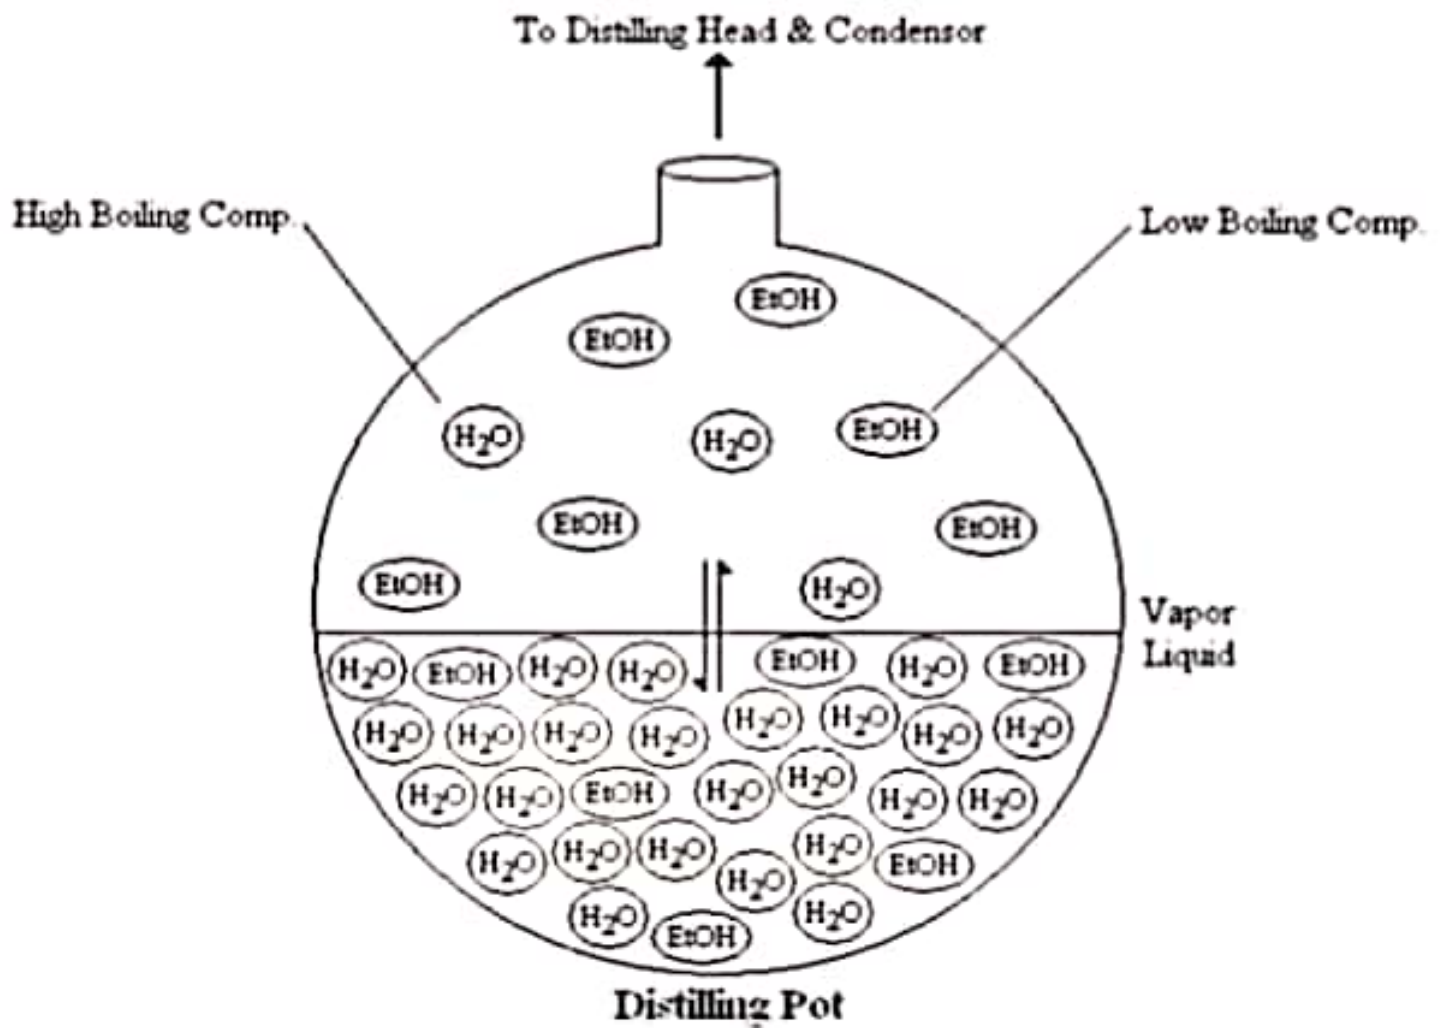 To Distilling Head & Condensor
High Boiling Comp.
Low Boiling Comp.
EtOH
EtOH
H2O
H2O
EtOH
EtOH
EtOH
EtOH
H2O
Vapor
Liquid
H2O EtOH H2O H2O EtOH H2O EtOH
H2O H2O H2O H2O H2O H2O H2O H2O
H2O H2O EtOH H2O H2O H2O H2O
H2O H2O H2O H2O H2O EtOH
H2O EtOH H2O
Distilling Pot